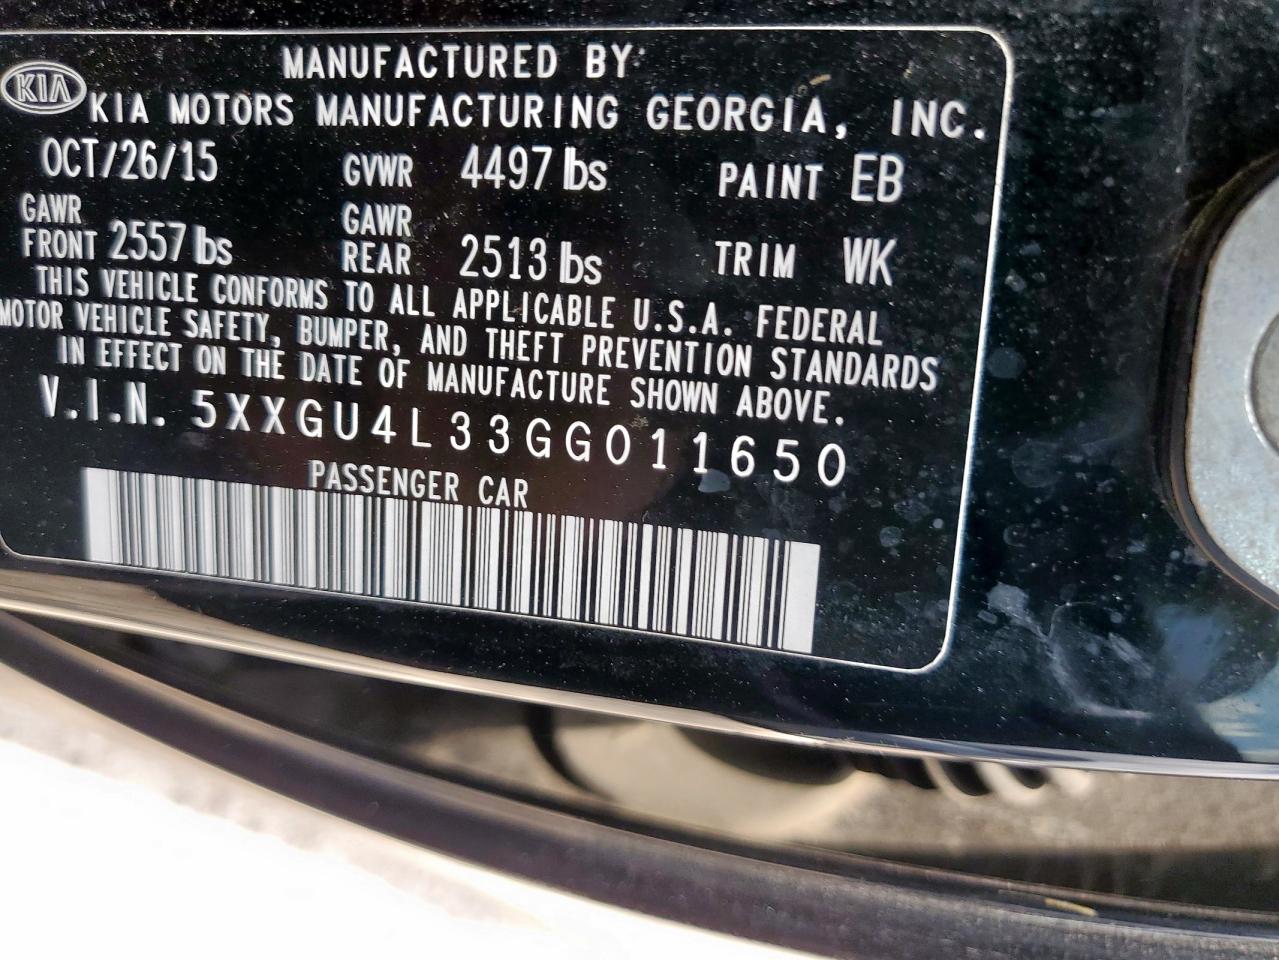 MANUFACTURED BY:
KIA KIA MOTORS MANUFACTURING GEORGIA, INC.
OCT/26/15 GVWR 4497 lbs PAINT EB
GAWR FRONT 2557 lbs GAWR REAR 2513 lbs TRIM WK
THIS VEHICLE CONFORMS TO ALL APPLICABLE U.S.A. FEDERAL
MOTOR VEHICLE SAFETY, BUMPER, AND THEFT PREVENTION STANDARDS
IN EFFECT ON THE DATE OF MANUFACTURE SHOWN ABOVE.
V.I.N. 5XXGU4L33GG011650
PASSENGER CAR